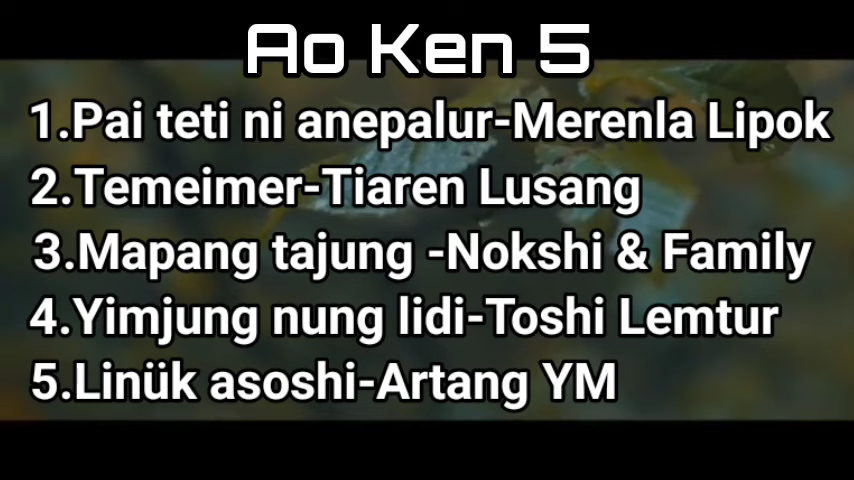 Ao Ken 5
1.Pai teti ni anepalur-Merenla Lipok
2.Temeimer-Tiaren Lusang
3.Mapang tajung -Nokshi & Family
4.Yimjung nung lidi-Toshi Lemtur
5.Linük asoshi-Artang YM